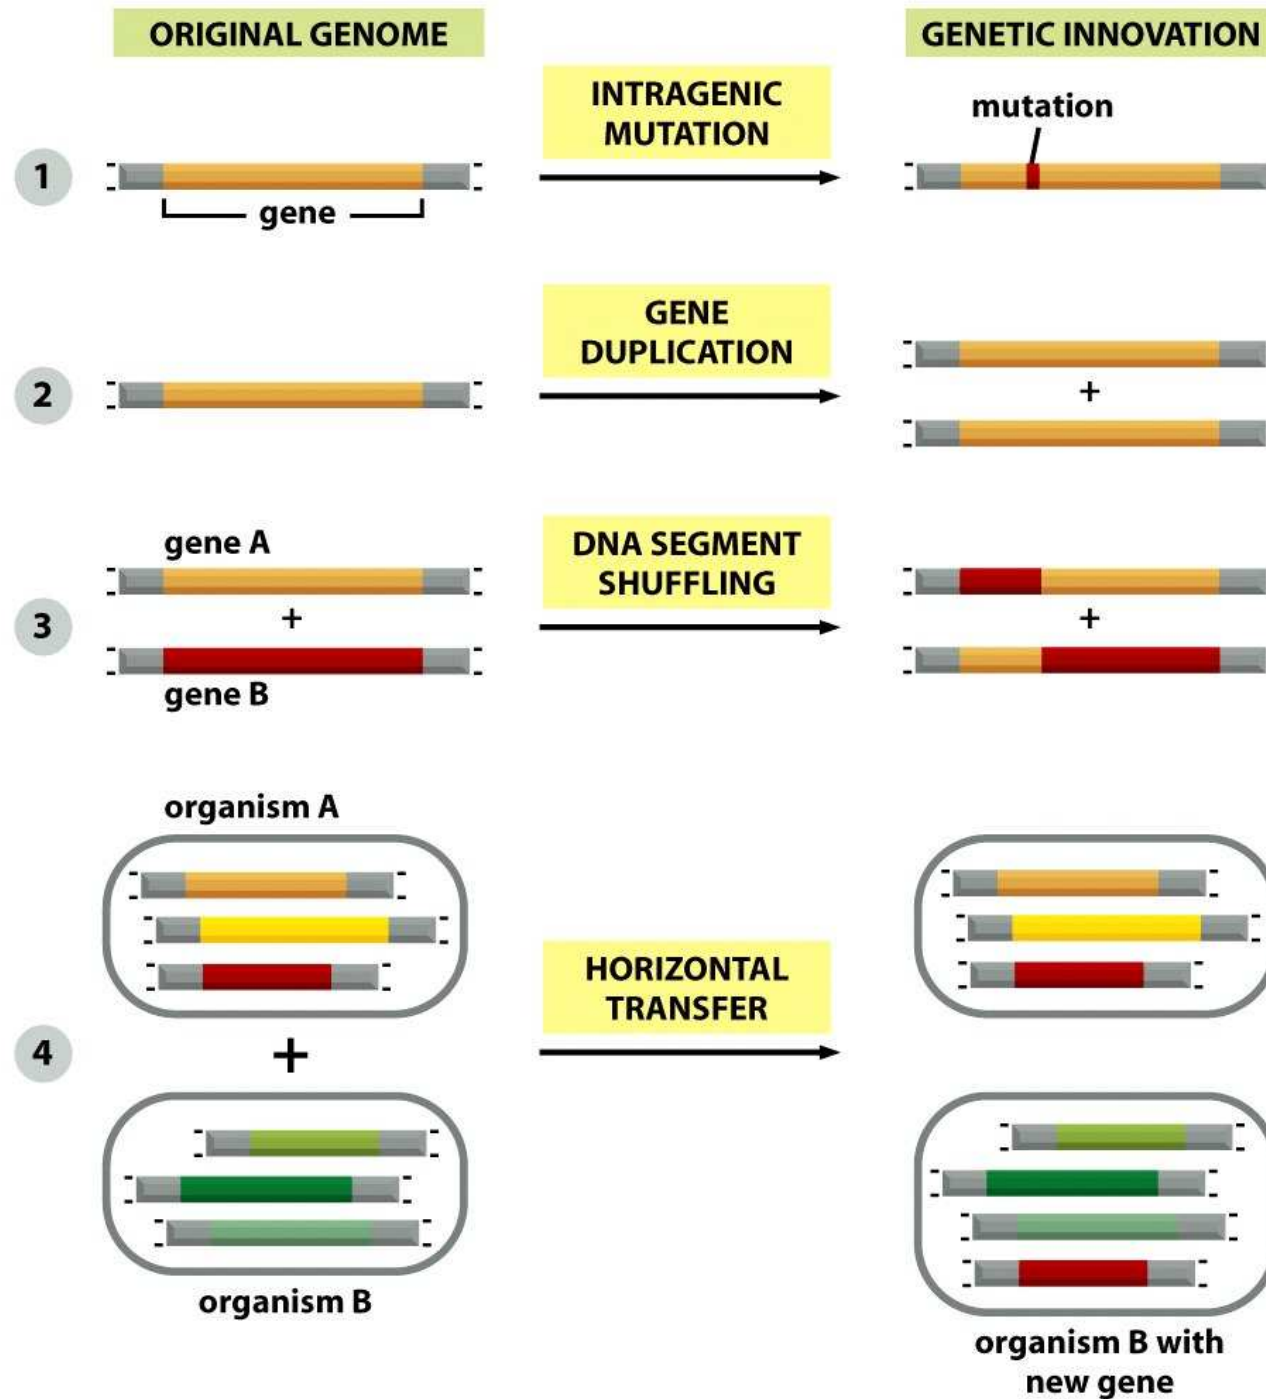 ORIGINAL GENOME
GENETIC INNOVATION
INTRAGENIC
MUTATION
mutation
1
gene
GENE
DUPLICATION
2
+
DNA SEGMENT
SHUFFLING
gene A
3
+
+
gene B
organism A
HORIZONTAL
TRANSFER
4
+
organism B
organism B with
new gene